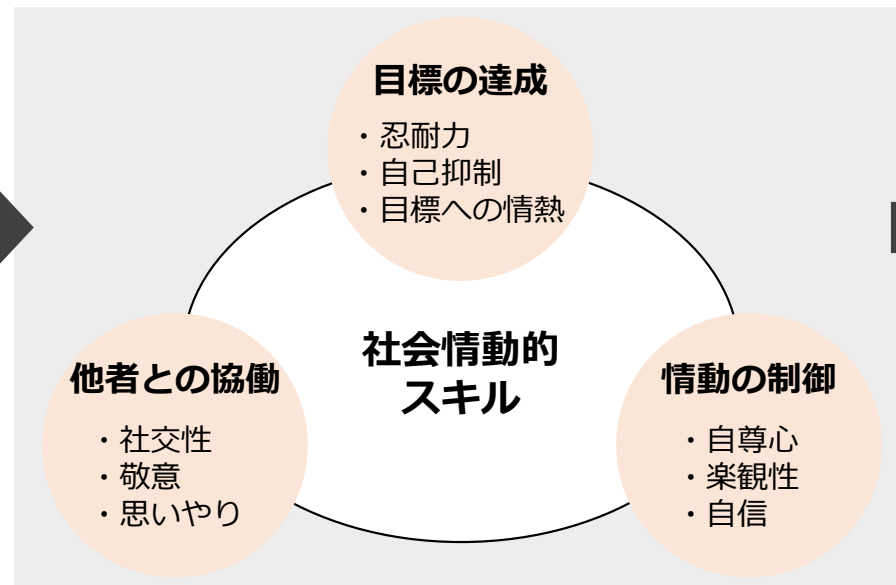 目標の達成
・忍耐力
・自己抑制
・目標への情熱
社会情動的
スキル
他者との協働
・社交性
・敬意
・思いやり
情動の制御
・自尊心
・楽観性
・自信